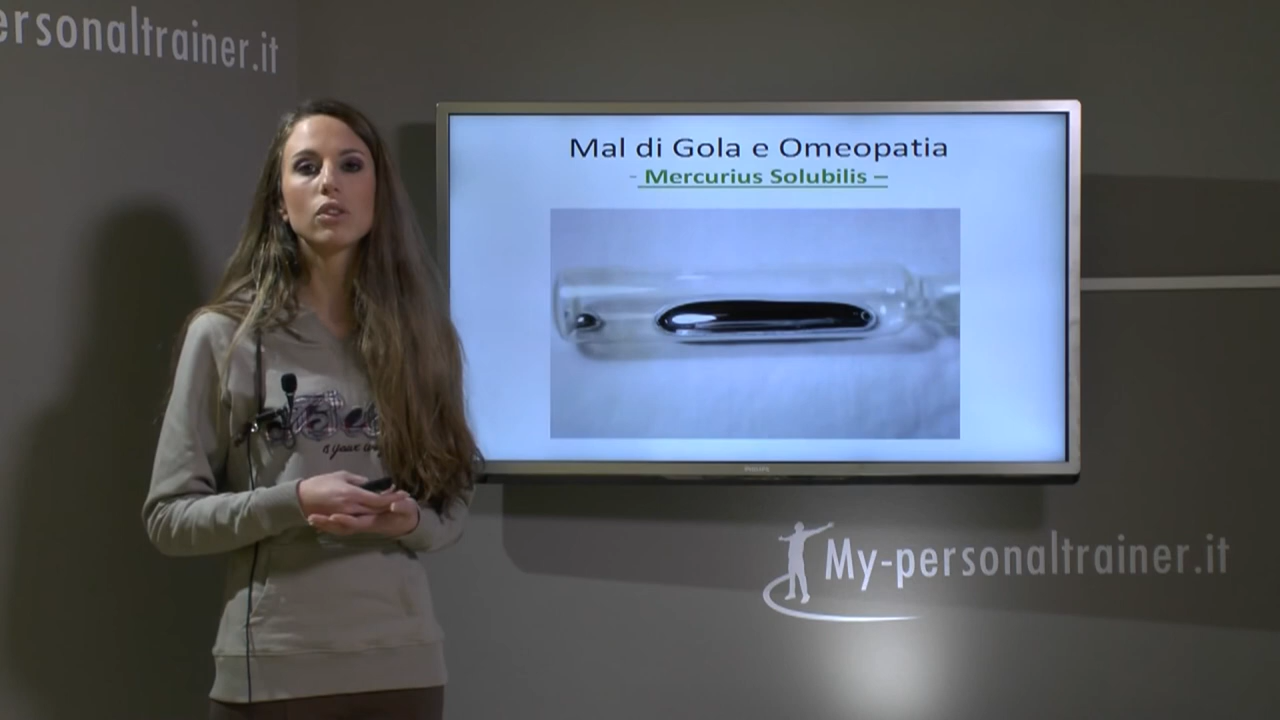 ersonaltrainer.it
Mal di Gola e Omeopatia
- Mercurius Solubilis –
PHILIPS
My-personaltrainer.it